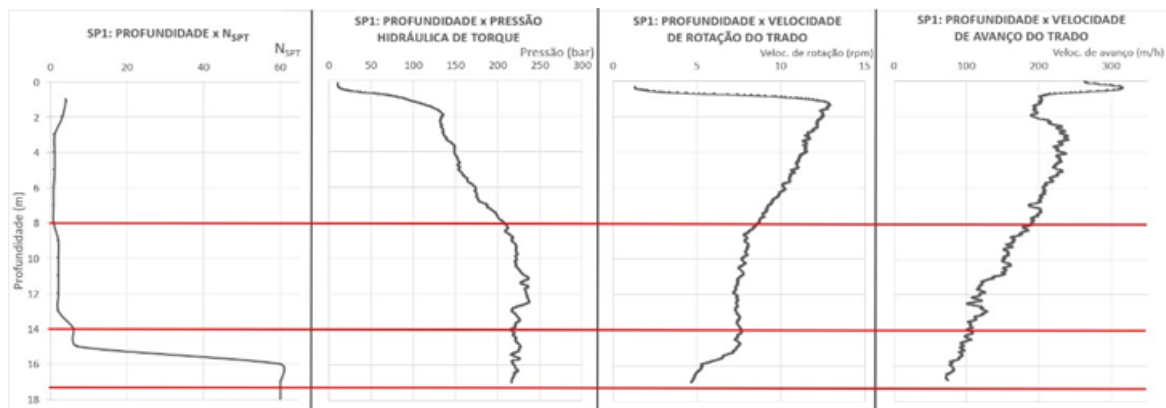 SP1: PROFUNDIDADE x NSPT
NSPT
0 20 40 60
0
2
4
6
8
10
12
14
16
18
Profundidade (m)
SP1: PROFUNDIDADE x PRESSÃO
HIDRÁULICA DE TORQUE
Pressão (bar)
0 50 100 150 200 250 300
SP1: PROFUNDIDADE x VELOCIDADE
DE ROTAÇÃO DO TRADO
Veloc. de rotação (rpm)
0 5 10 15
SP1: PROFUNDIDADE x VELOCIDADE
DE AVANÇO DO TRADO
Veloc. de avanço (m/h)
0 100 200 300